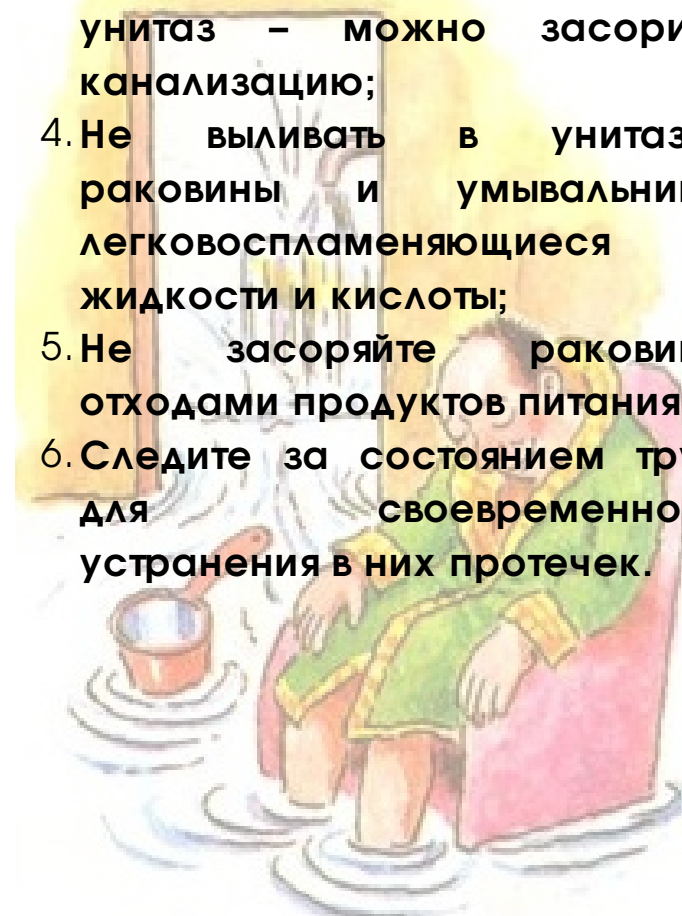 унитаз – можно засори
канализацию;
4. Не выливать в унитаз
раковины и умывальни
легковоспламеняющиеся
жидкости и кислоты;
5. Не засоряйте ракови
отходами продуктов питания
6. Следите за состоянием тру
для своевременно
устранения в них протечек.